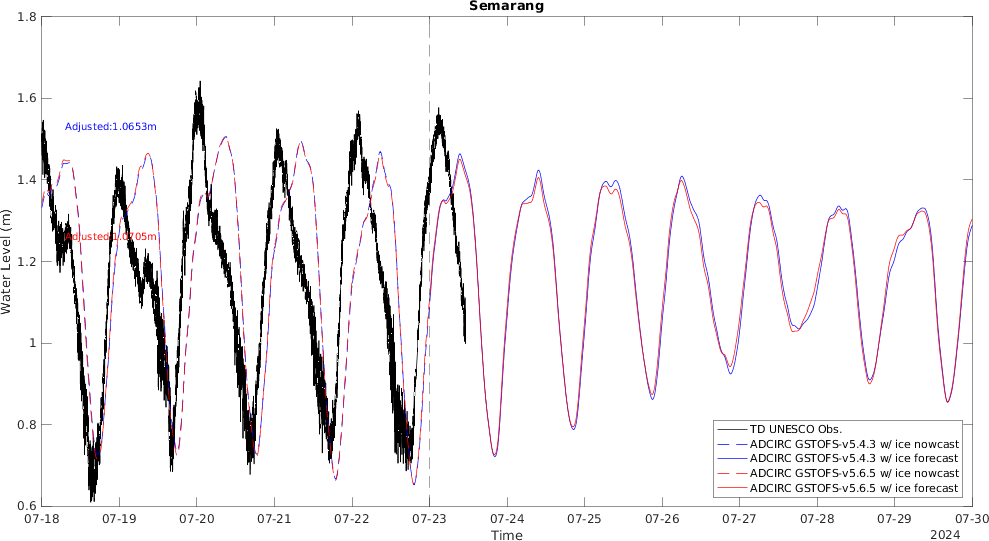 Semarang
1.8
1.6
1.4
1.2
1
0.8
0.6
Water Level (m)
Adjusted:1.0653m
Adjusted:1.0705m
TD UNESCO Obs.
ADCIRC GSTOFS-v5.4.3 w/ ice nowcast
ADCIRC GSTOFS-v5.4.3 w/ ice forecast
ADCIRC GSTOFS-v5.6.5 w/ ice nowcast
ADCIRC GSTOFS-v5.6.5 w/ ice forecast
07-18 07-19 07-20 07-21 07-22 07-23 07-24 07-25 07-26 07-27 07-28 07-29 07-30
Time
2024